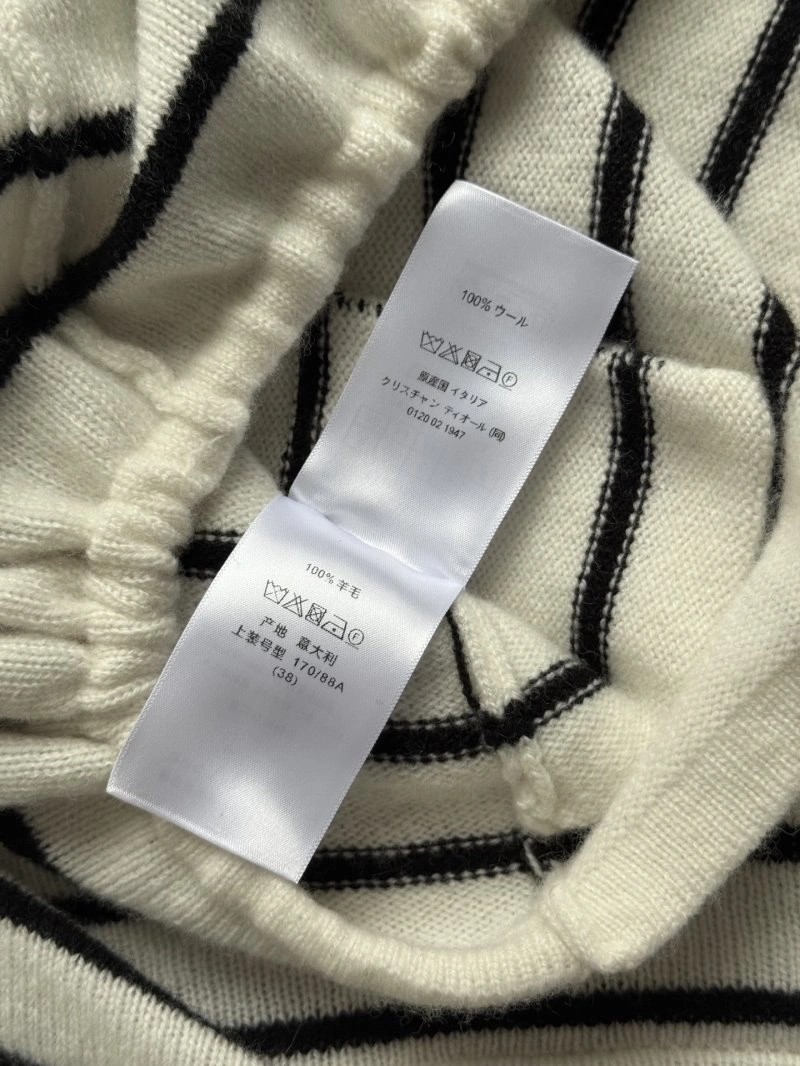 100% ウール
F
原産国 イタリア
クリスチャン ディオール (同)
0120 02 1947
100% 羊毛
F
产地 意大利
上装号型 170/88A
(38)